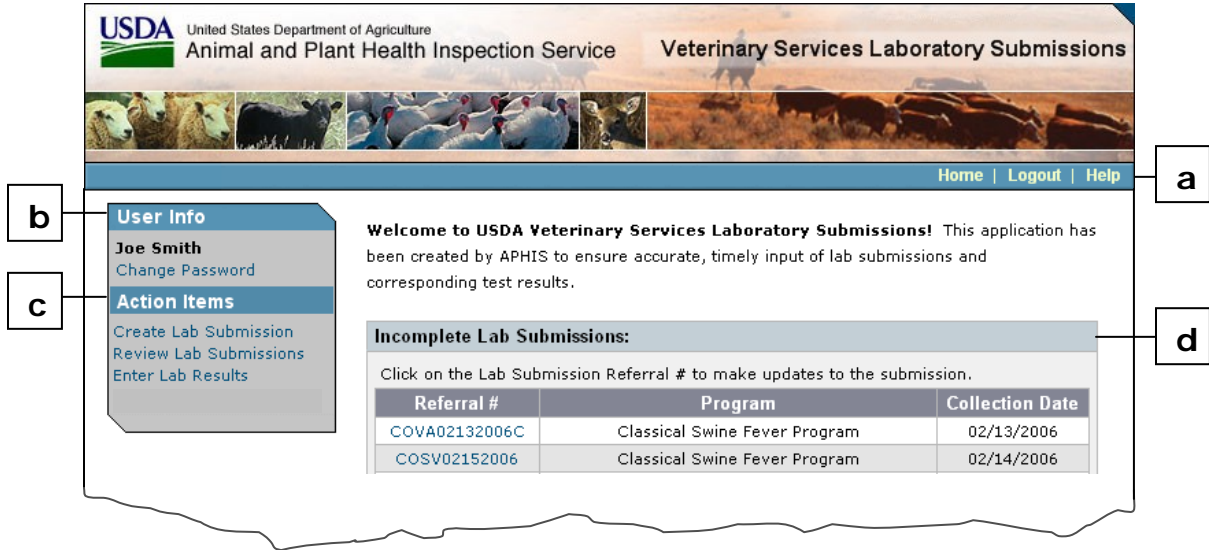 USDA United States Department of Agriculture
Animal and Plant Health Inspection Service
Veterinary Services Laboratory Submissions
Home | Logout | Help
a
b
User Info
Joe Smith
Change Password
c
Action Items
Create Lab Submission
Review Lab Submissions
Enter Lab Results
Welcome to USDA Veterinary Services Laboratory Submissions! This application has
been created by APHIS to ensure accurate, timely input of lab submissions and
corresponding test results.
d
Incomplete Lab Submissions:
Click on the Lab Submission Referral # to make updates to the submission.
Referral # Program Collection Date
COVA02132006C Classical Swine Fever Program 02/13/2006
COSV02152006 Classical Swine Fever Program 02/14/2006